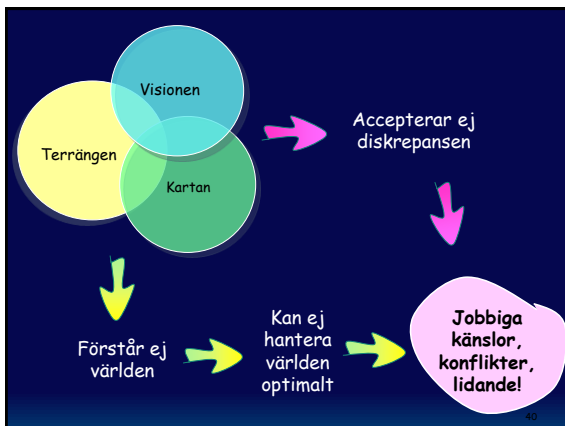 Visionen
Terrängen
Kartan
Accepterar ej
diskrepansen
Förstår ej
världen
Kan ej
hantera
världen
optimalt
Jobbiga
känslor,
konflikter,
lidande!
40